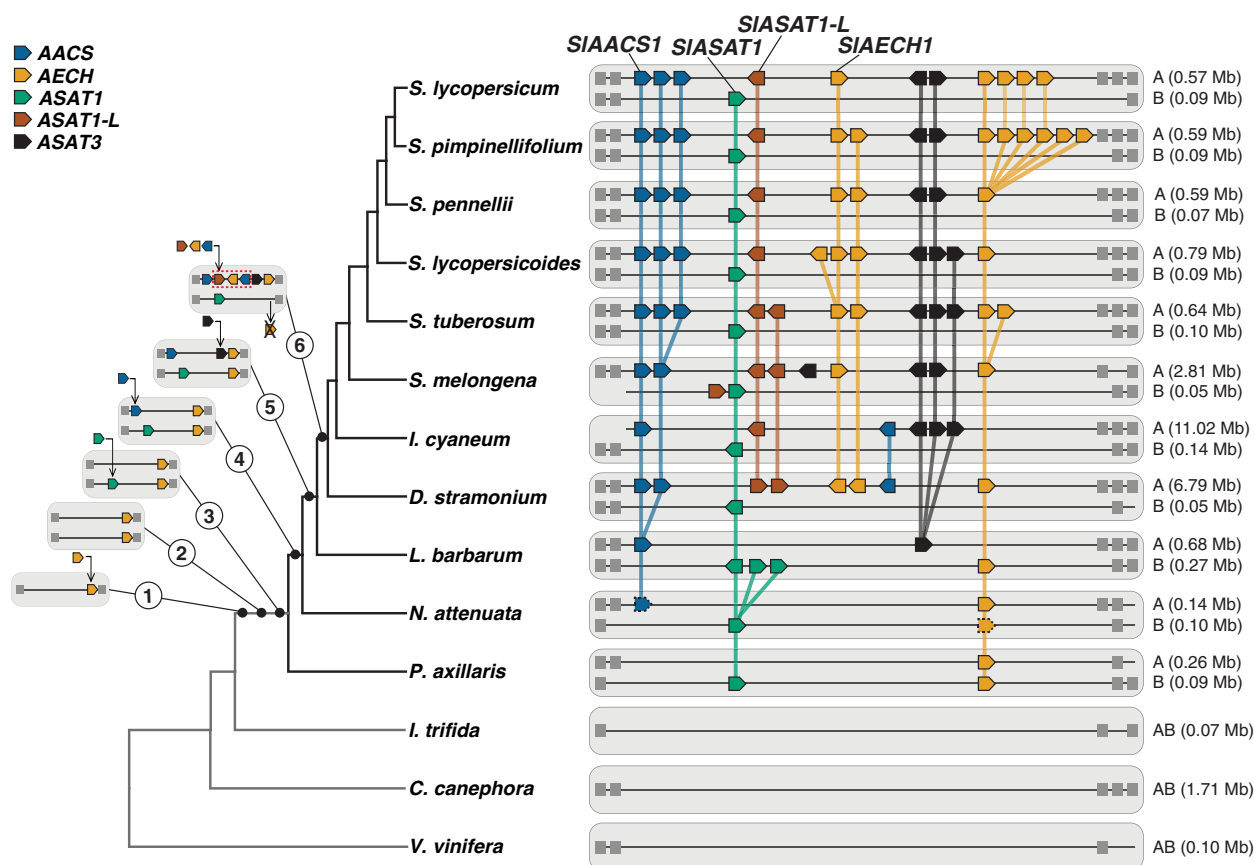 SlAACS1
SlASAT1
SlASAT1-L
SlAECH1
AACS
AECH
ASAT1
ASAT1-L
ASAT3
S. lycopersicum
A (0.57 Mb)
B (0.09 Mb)
S. pimpinellifolium
A (0.59 Mb)
B (0.09 Mb)
S. pennellii
A (0.59 Mb)
B (0.07 Mb)
S. lycopersicoides
A (0.79 Mb)
B (0.09 Mb)
S. tuberosum
A (0.64 Mb)
B (0.10 Mb)
S. melongena
A (2.81 Mb)
B (0.05 Mb)
I. cyaneum
A (11.02 Mb)
B (0.14 Mb)
D. stramonium
A (6.79 Mb)
B (0.05 Mb)
L. barbarum
A (0.68 Mb)
B (0.27 Mb)
N. attenuata
A (0.14 Mb)
B (0.10 Mb)
P. axillaris
A (0.26 Mb)
B (0.09 Mb)
I. trifida
AB (0.07 Mb)
C. canephora
AB (1.71 Mb)
V. vinifera
AB (0.10 Mb)
6
5
4
3
2
1